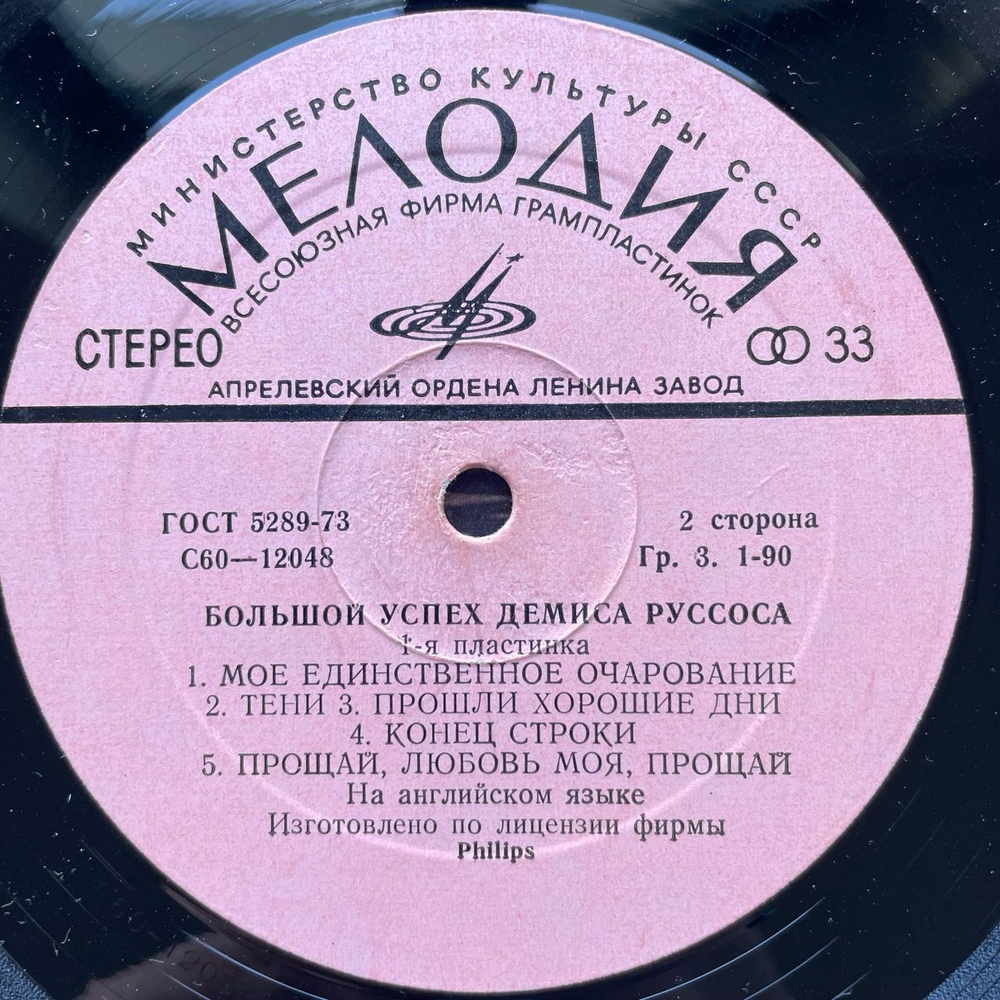 МИНИСТЕРСТВО КУЛЬТУРЫ СССР
МЕЛОДИЯ
ВСЕСОЮЗНАЯ ФИРМА ГРАМПЛАСТИНОК
СТЕРЕО 33
АПРЕЛЕВСКИЙ ОРДЕНА ЛЕНИНА ЗАВОД
ГОСТ 5289-73 2 сторона
С60—12048 Гр. 3. 1-90
БОЛЬШОЙ УСПЕХ ДЕМИСА РУССОСА
1-я пластинка
1. МОЕ ЕДИНСТВЕННОЕ ОЧАРОВАНИЕ
2. ТЕНИ 3. ПРОШЛИ ХОРОШИЕ ДНИ
4. КОНЕЦ СТРОКИ
5. ПРОЩАЙ, ЛЮБОВЬ МОЯ, ПРОЩАЙ
На английском языке
Изготовлено по лицензии фирмы
Philips